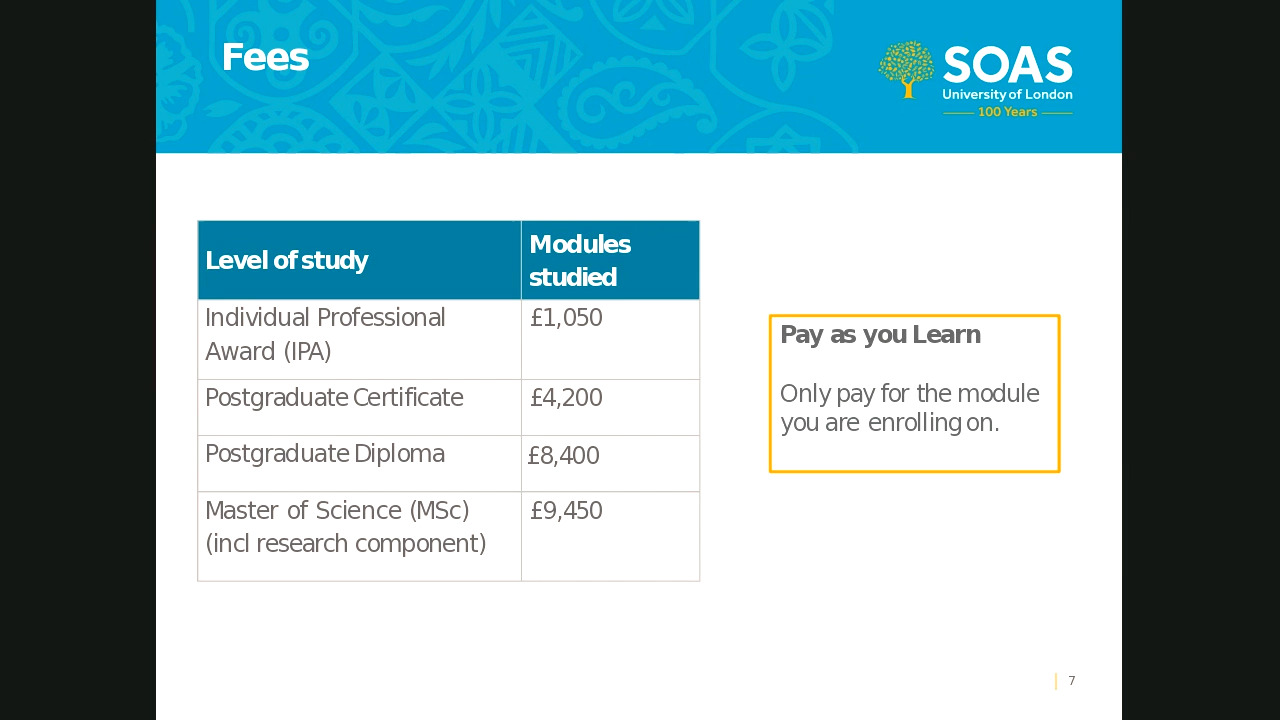 Fees
SOAS
University of London
100 Years
Level of study
Modules
studied
Individual Professional
Award (IPA)
£1,050
Postgraduate Certificate
£4,200
Postgraduate Diploma
£8,400
Master of Science (MSc)
(incl research component)
£9,450
Pay as you Learn
Only pay for the module
you are enrolling on.
7